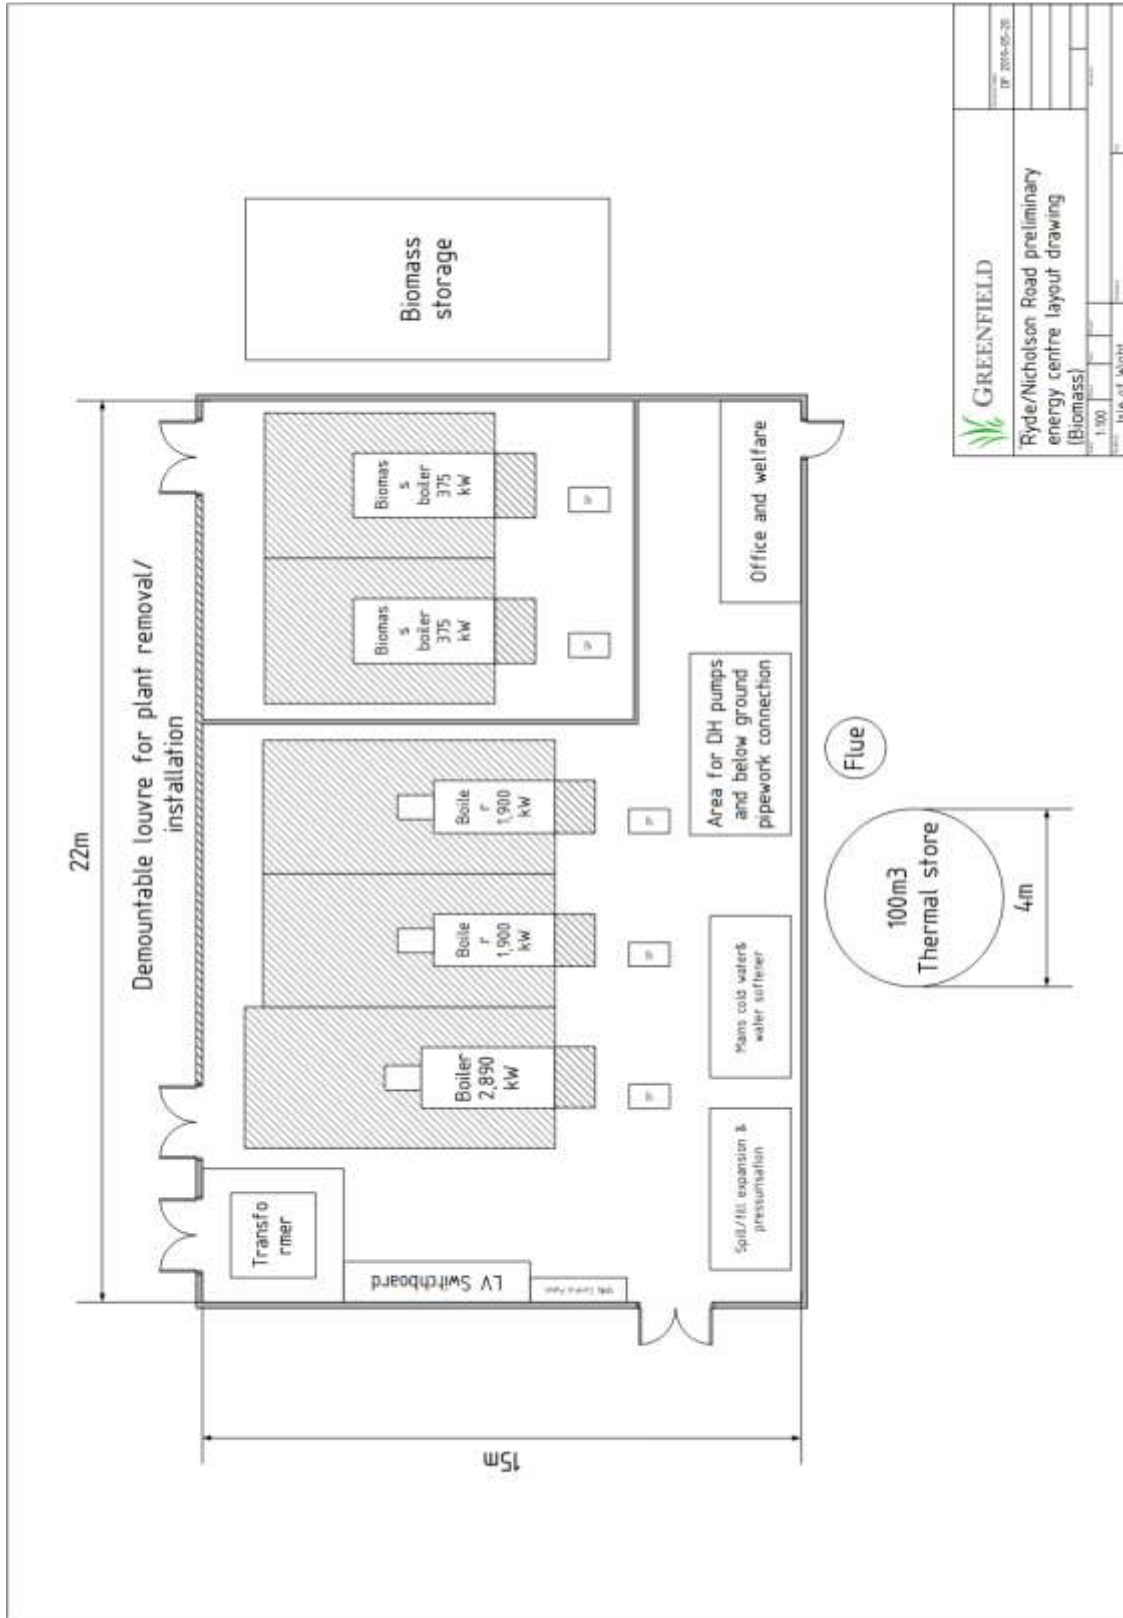 22m
Demountable louvre for plant removal/
installation
Transfo
rmer
Boiler
2,890
kW
Boile
r
1,900
kW
Boile
r
1,900
kW
Biomas
s
boiler
375
kW
Biomas
s
boiler
375
kW
Biomass
storage
15m
LV Switchboard
Spill/fill expansion &
pressurisation
Mains cold water&
water softener
Area for DH pumps
and below ground
pipework connection
Office and welfare
100m3
Thermal store
Flue
4m
GREENFIELD
Ryde/Nicholson Road preliminary
energy centre layout drawing
(Biomass)
1:100
Isle of Wight